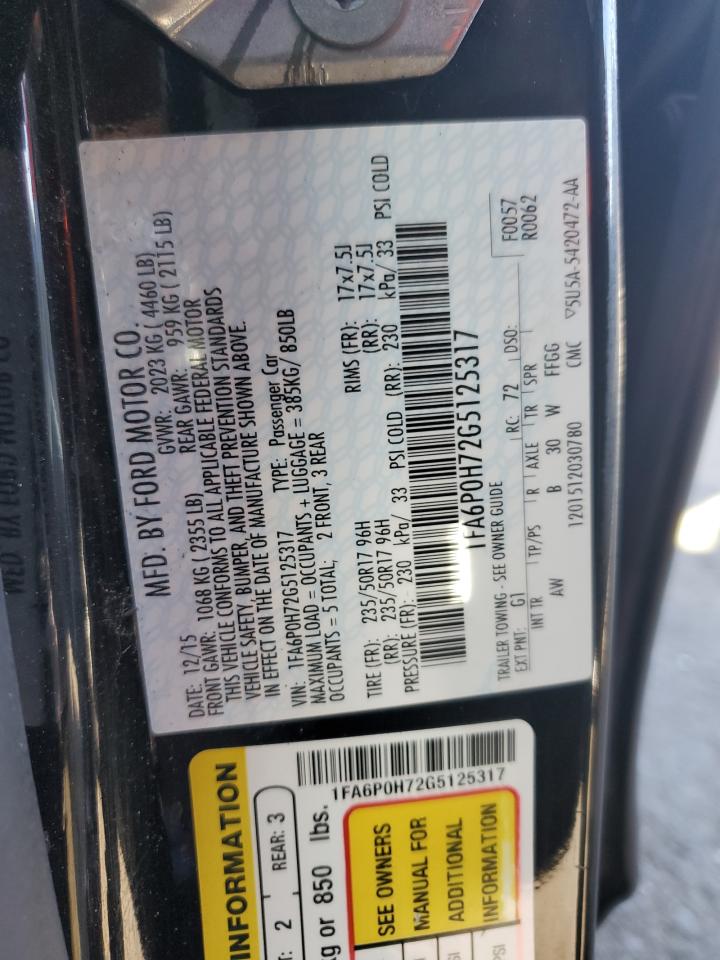 MFD. BY FORD MOTOR CO.
DATE: 12/15 GVWR: 2023 KG ( 4460 LB)
FRONT GAWR: 1068 KG ( 2355 LB) REAR GAWR: 959 KG ( 2115 LB)
THIS VEHICLE CONFORMS TO ALL APPLICABLE FEDERAL MOTOR
VEHICLE SAFETY, BUMPER, AND THEFT PREVENTION STANDARDS
IN EFFECT ON THE DATE OF MANUFACTURE SHOWN ABOVE.
VIN: 1FA6P0H72G5125317 TYPE: Passenger Car
MAXIMUM LOAD = OCCUPANTS + LUGGAGE = 385KG/ 850LB
OCCUPANTS = 5 TOTAL; 2 FRONT, 3 REAR
TIRE (FR): 235/50R17 96H RIMS (FR): 17x7.5J
(RR): 235/50R17 96H (RR): 17x7.5J
PRESSURE (FR): 230 kPa/ 33 PSI COLD (RR): 230 kPa/ 33 PSI COLD
1FA6P0H72G5125317
TRAILER TOWING - SEE OWNER GUIDE
EXT PNT: G1 RC: 72 DSO: F0057
R0062
INT TR TP/PS R AXLE TR SPR
AW B 30 W FFGG
1201512030780 CMC ▽5U5A-5420472-AA
INFORMATION
2 REAR: 3
or 850 lbs.
1FA6P0H72G5125317
SEE OWNERS
MANUAL FOR
ADDITIONAL
INFORMATION